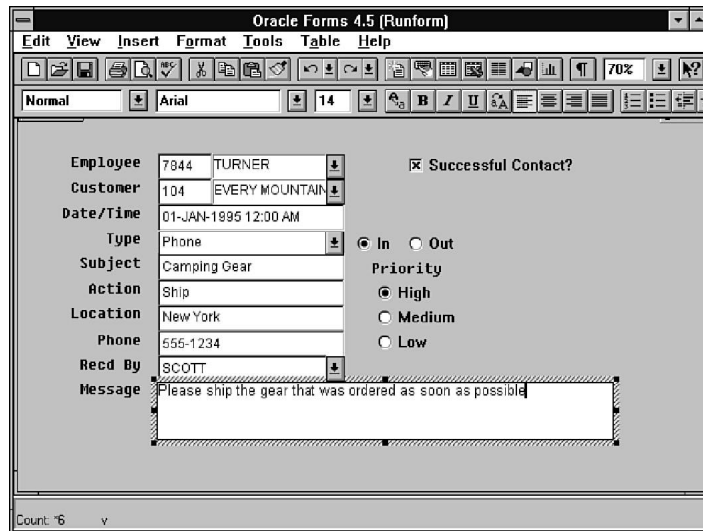 Oracle Forms 4.5 (Runform)
Edit View Insert Format Tools Table Help
ABC 70% ?
Normal Arial 14 B I U
Employee 7844 TURNER Successful Contact?
Customer 104 EVERY MOUNTAIN
Date/Time 01-JAN-1995 12:00 AM
Type Phone In Out
Subject Camping Gear Priority
Action Ship High
Location New York Medium
Phone 555-1234 Low
Recd By SCOTT
Message Please ship the gear that was ordered as soon as possible
Count: *6 v